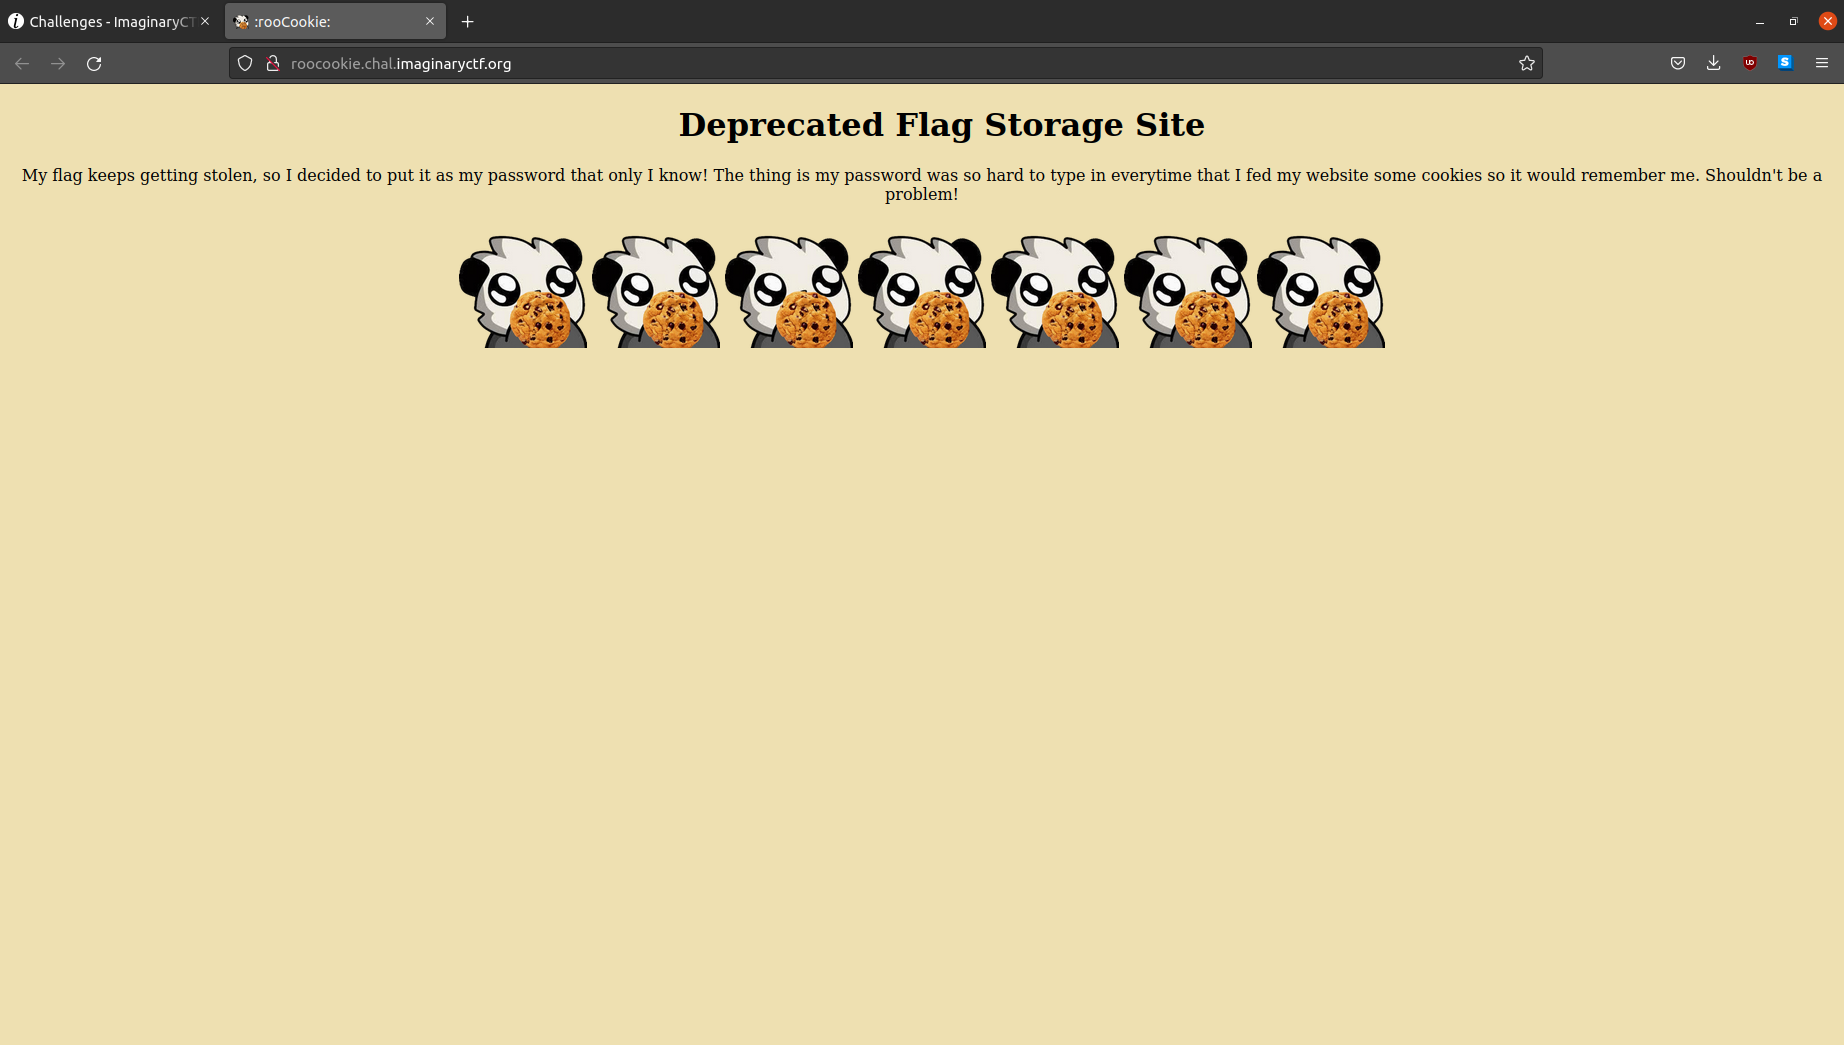 Challenges - ImaginaryCT
:rooCookie:
roocookie.chal.imaginaryctf.org
Deprecated Flag Storage Site
My flag keeps getting stolen, so I decided to put it as my password that only I know! The thing is my password was so hard to type in everytime that I fed my website some cookies so it would remember me. Shouldn't be a
problem!